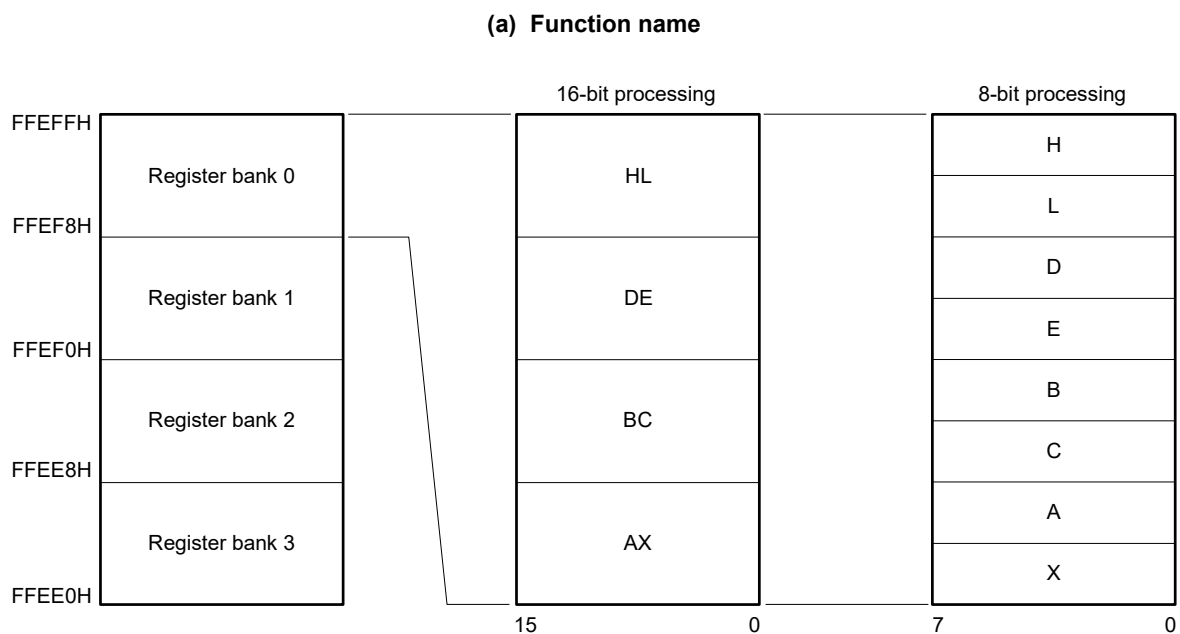 (a) Function name
16-bit processing
8-bit processing
FFEFFH
Register bank 0
HL
H
L
FFEF8H
Register bank 1
DE
D
E
FFEF0H
Register bank 2
BC
B
C
FFEE8H
Register bank 3
AX
A
X
FFEE0H
15 0
7 0